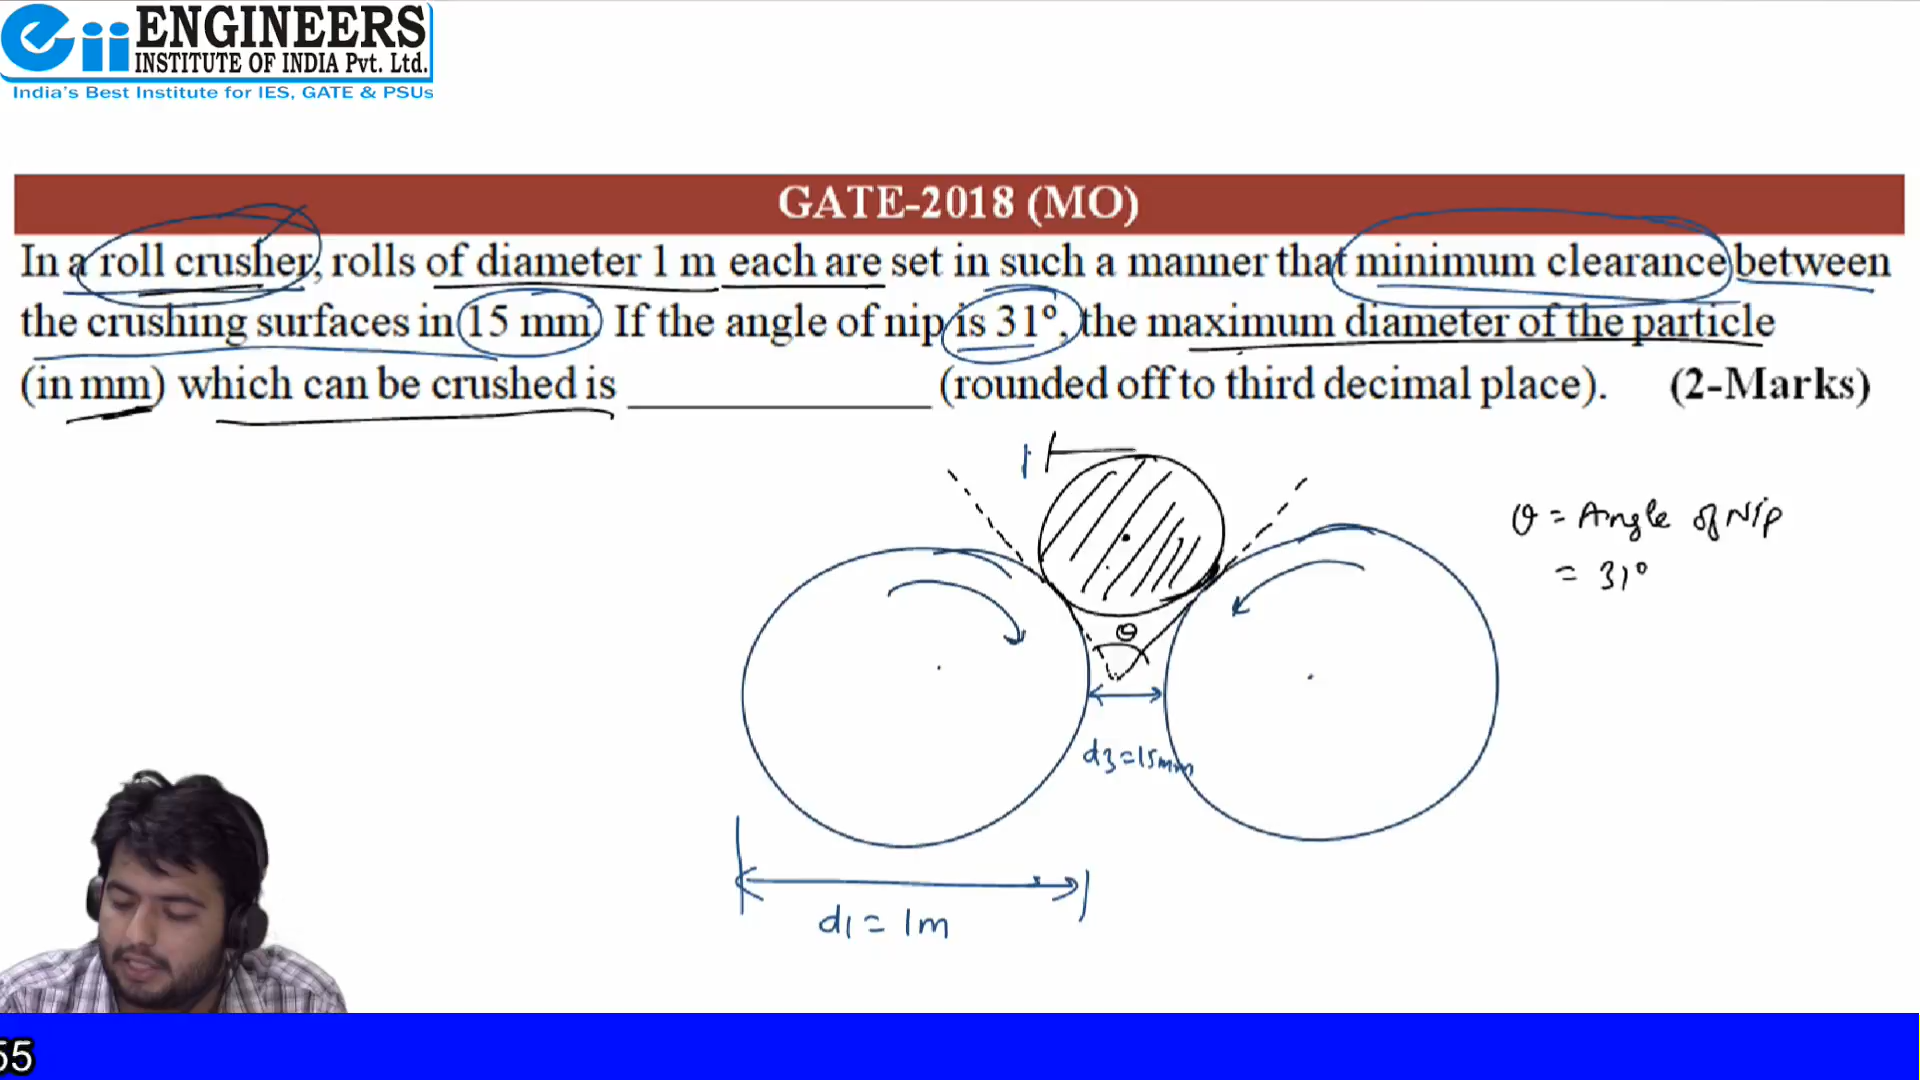 eii ENGINEERS
INSTITUTE OF INDIA Pvt. Ltd.
India's Best Institute for IES, GATE & PSUs
GATE-2018 (MO)
In a roll crusher, rolls of diameter 1 m each are set in such a manner that minimum clearance between
the crushing surfaces in 15 mm If the angle of nip is 31°, the maximum diameter of the particle
(in mm) which can be crushed is ____________ (rounded off to third decimal place). (2-Marks)
θ = Angle of Nip
= 31°
θ
d3=15mm
d1 = 1m
55